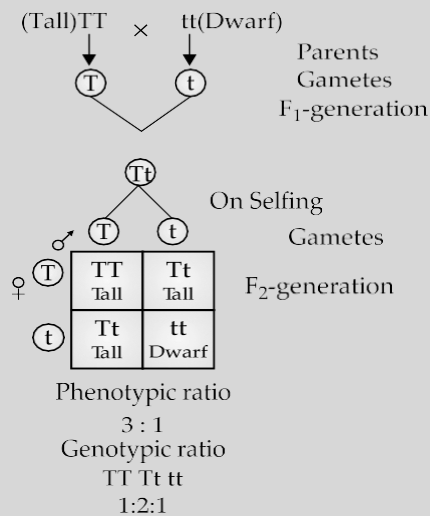 (Tall)TT × tt(Dwarf)
Parents
T t Gametes
F₁-generation
Tt
On Selfing
♂ T t Gametes
♀ T TT Tt F₂-generation
Tall Tall
t Tt tt
Tall Dwarf
Phenotypic ratio
3 : 1
Genotypic ratio
TT Tt tt
1:2:1